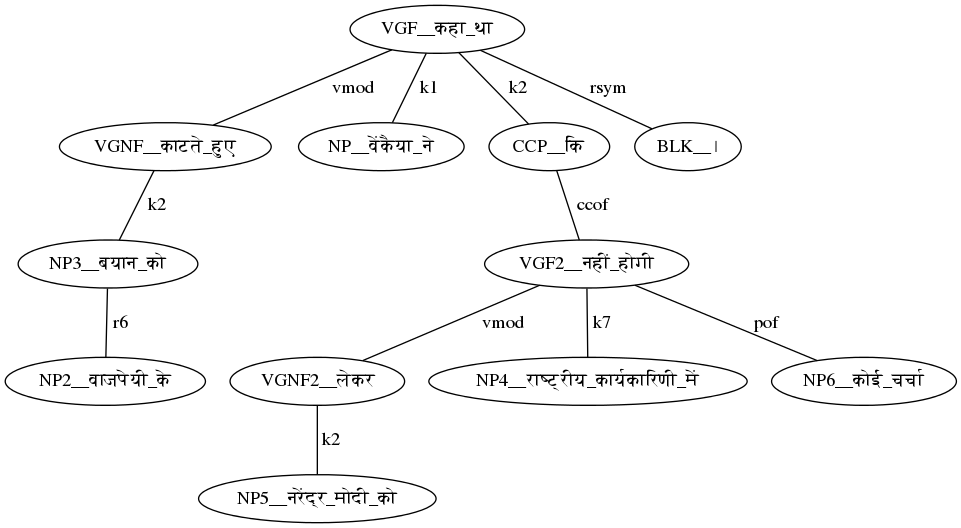 VGF__कहा_था
vmod k1 k2 rsym
VGNF__काटते_हुए NP__वेंकैया_ने CCP__कि BLK__।
k2 ccof
NP3__बयान_को VGF2__नहीं_होगी
r6 vmod k7 pof
NP2__वाजपेयी_के VGNF2__लेकर NP4__राष्ट्रीय_कार्यकारिणी_में NP6__कोई_चर्चा
k2
NP5__नरेंद्र_मोदी_को